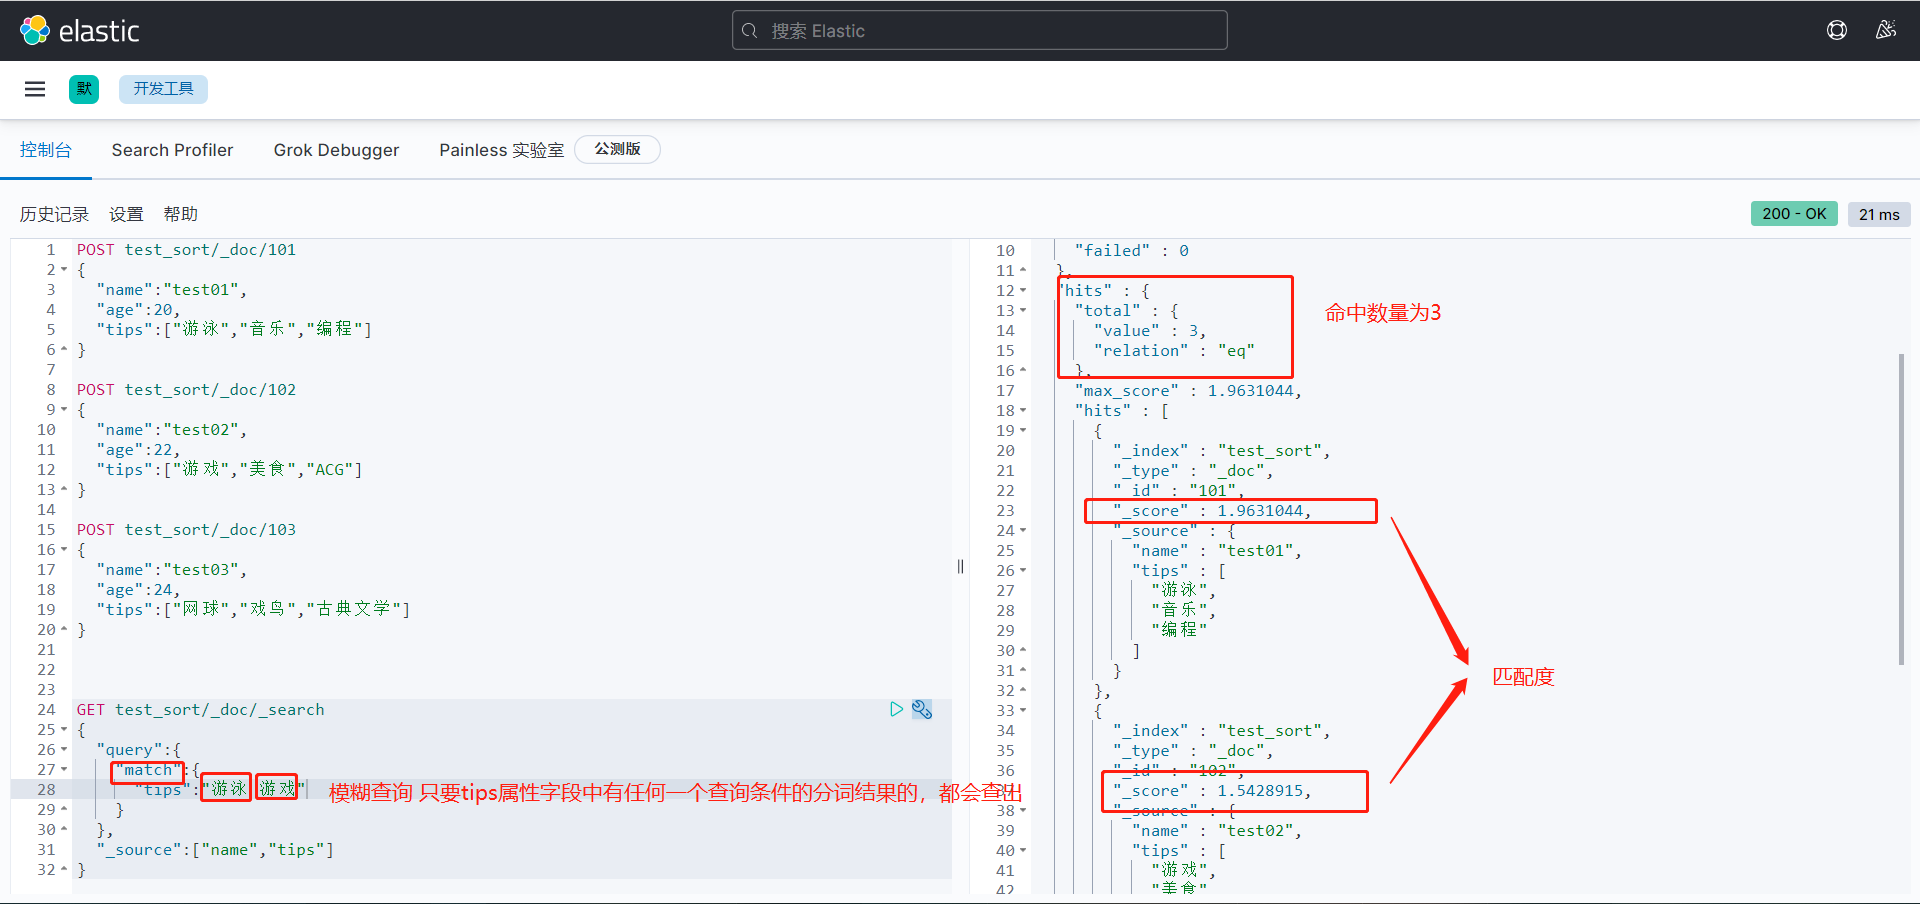 elastic
搜索 Elastic
默
开发工具
控制台 Search Profiler Grok Debugger Painless 实验室 公测版
历史记录 设置 帮助
200 - OK 21 ms
1 POST test_sort/_doc/101
2 {
3 "name":"test01",
4 "age":20,
5 "tips":["游泳","音乐","编程"]
6 }
7
8 POST test_sort/_doc/102
9 {
10 "name":"test02",
11 "age":22,
12 "tips":["游戏","美食","ACG"]
13 }
14
15 POST test_sort/_doc/103
16 {
17 "name":"test03",
18 "age":24,
19 "tips":["网球","戏鸟","古典文学"]
20 }
21
22
23
24 GET test_sort/_doc/_search
25 {
26 "query":{
27 "match":{
28 "tips":"游泳 游戏"
29 }
30 },
31 "_source":["name","tips"]
32 }
模糊查询 只要tips属性字段中有任何一个查询条件的分词结果的，都会查出
10 "failed" : 0
11 },
12 "hits" : {
13 "total" : {
14 "value" : 3,
15 "relation" : "eq"
16 },
17 "max_score" : 1.9631044,
18 "hits" : [
19 {
20 "_index" : "test_sort",
21 "_type" : "_doc",
22 "_id" : "101",
23 "_score" : 1.9631044,
24 "_source" : {
25 "name" : "test01",
26 "tips" : [
27 "游泳",
28 "音乐",
29 "编程"
30 ]
31 }
32 },
33 {
34 "_index" : "test_sort",
35 "_type" : "_doc",
36 "_id" : "102",
37 "_score" : 1.5428915,
38 "_source" : {
39 "name" : "test02",
40 "tips" : [
41 "游戏",
42 "美食"
命中数量为3
匹配度